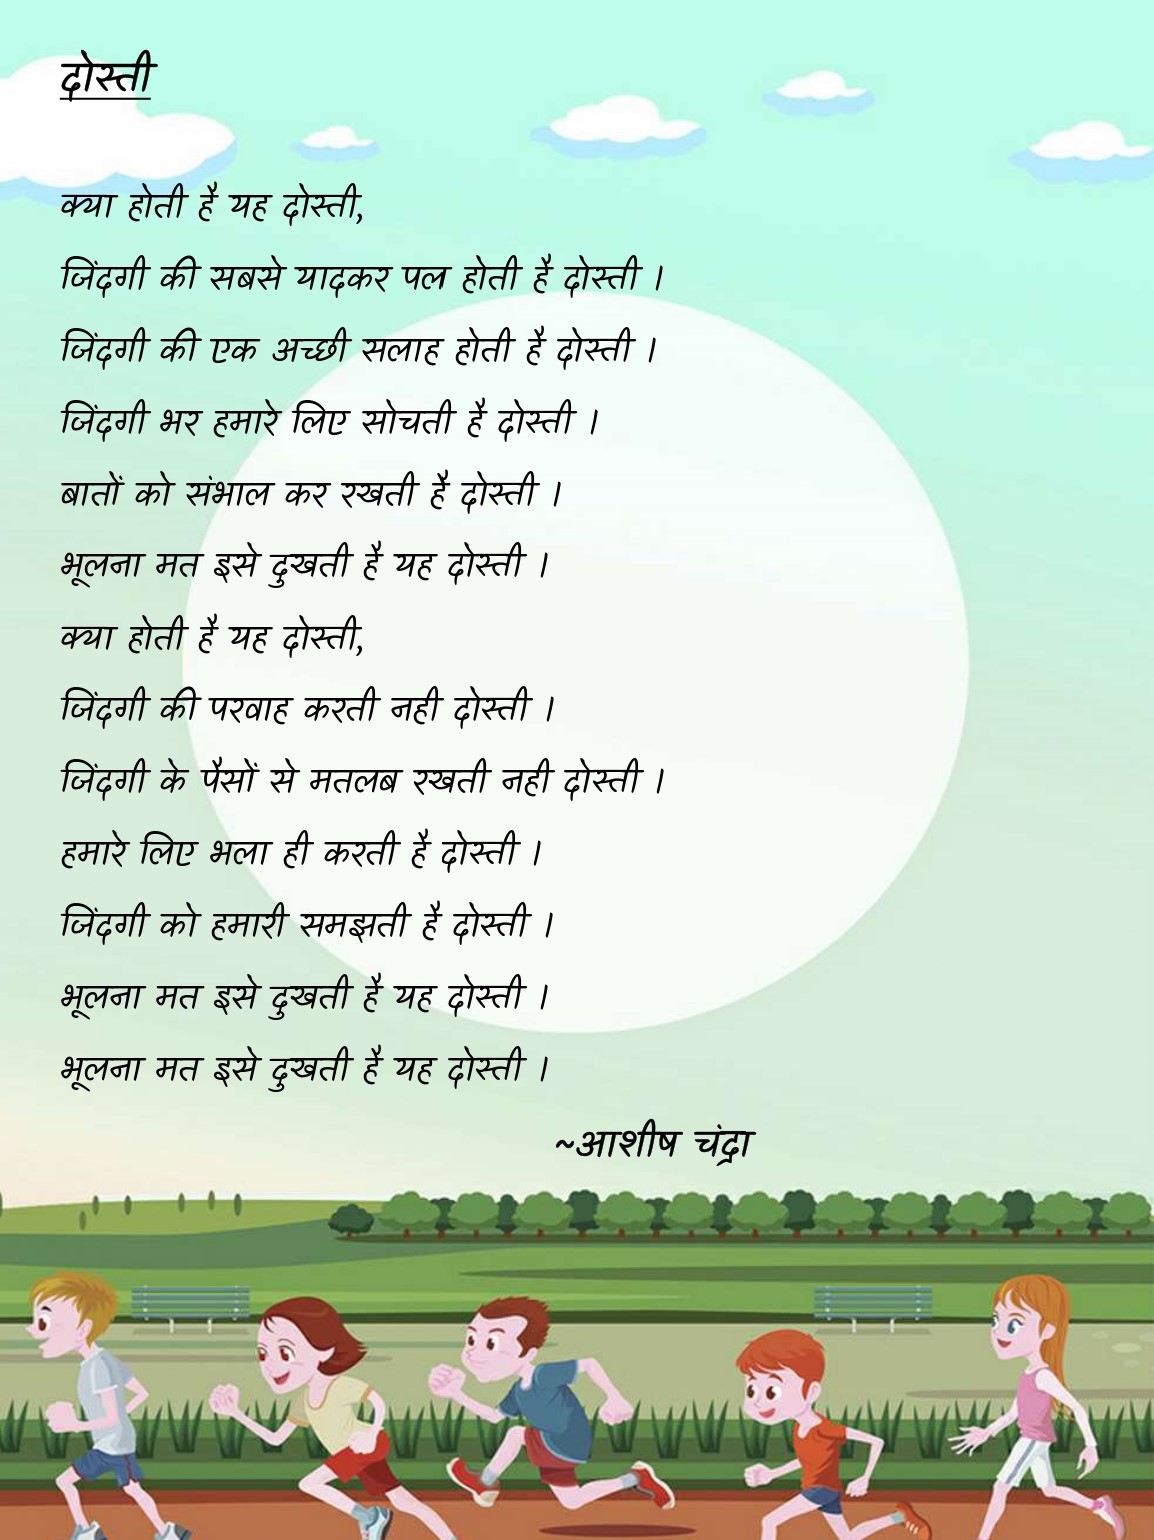 दोस्ती
क्या होती है यह दोस्ती,
जिंदगी की सबसे यादकर पल होती है दोस्ती ।
जिंदगी की एक अच्छी सलाह होती है दोस्ती ।
जिंदगी भर हमारे लिए सोचती है दोस्ती ।
बातों को संभाल कर रखती है दोस्ती ।
भूलना मत इसे दुखती है यह दोस्ती ।
क्या होती है यह दोस्ती,
जिंदगी की परवाह करती नही दोस्ती ।
जिंदगी के पैसों से मतलब रखती नही दोस्ती ।
हमारे लिए भला ही करती है दोस्ती ।
जिंदगी को हमारी समझती है दोस्ती ।
भूलना मत इसे दुखती है यह दोस्ती ।
भूलना मत इसे दुखती है यह दोस्ती ।
~आशीष चंद्रा